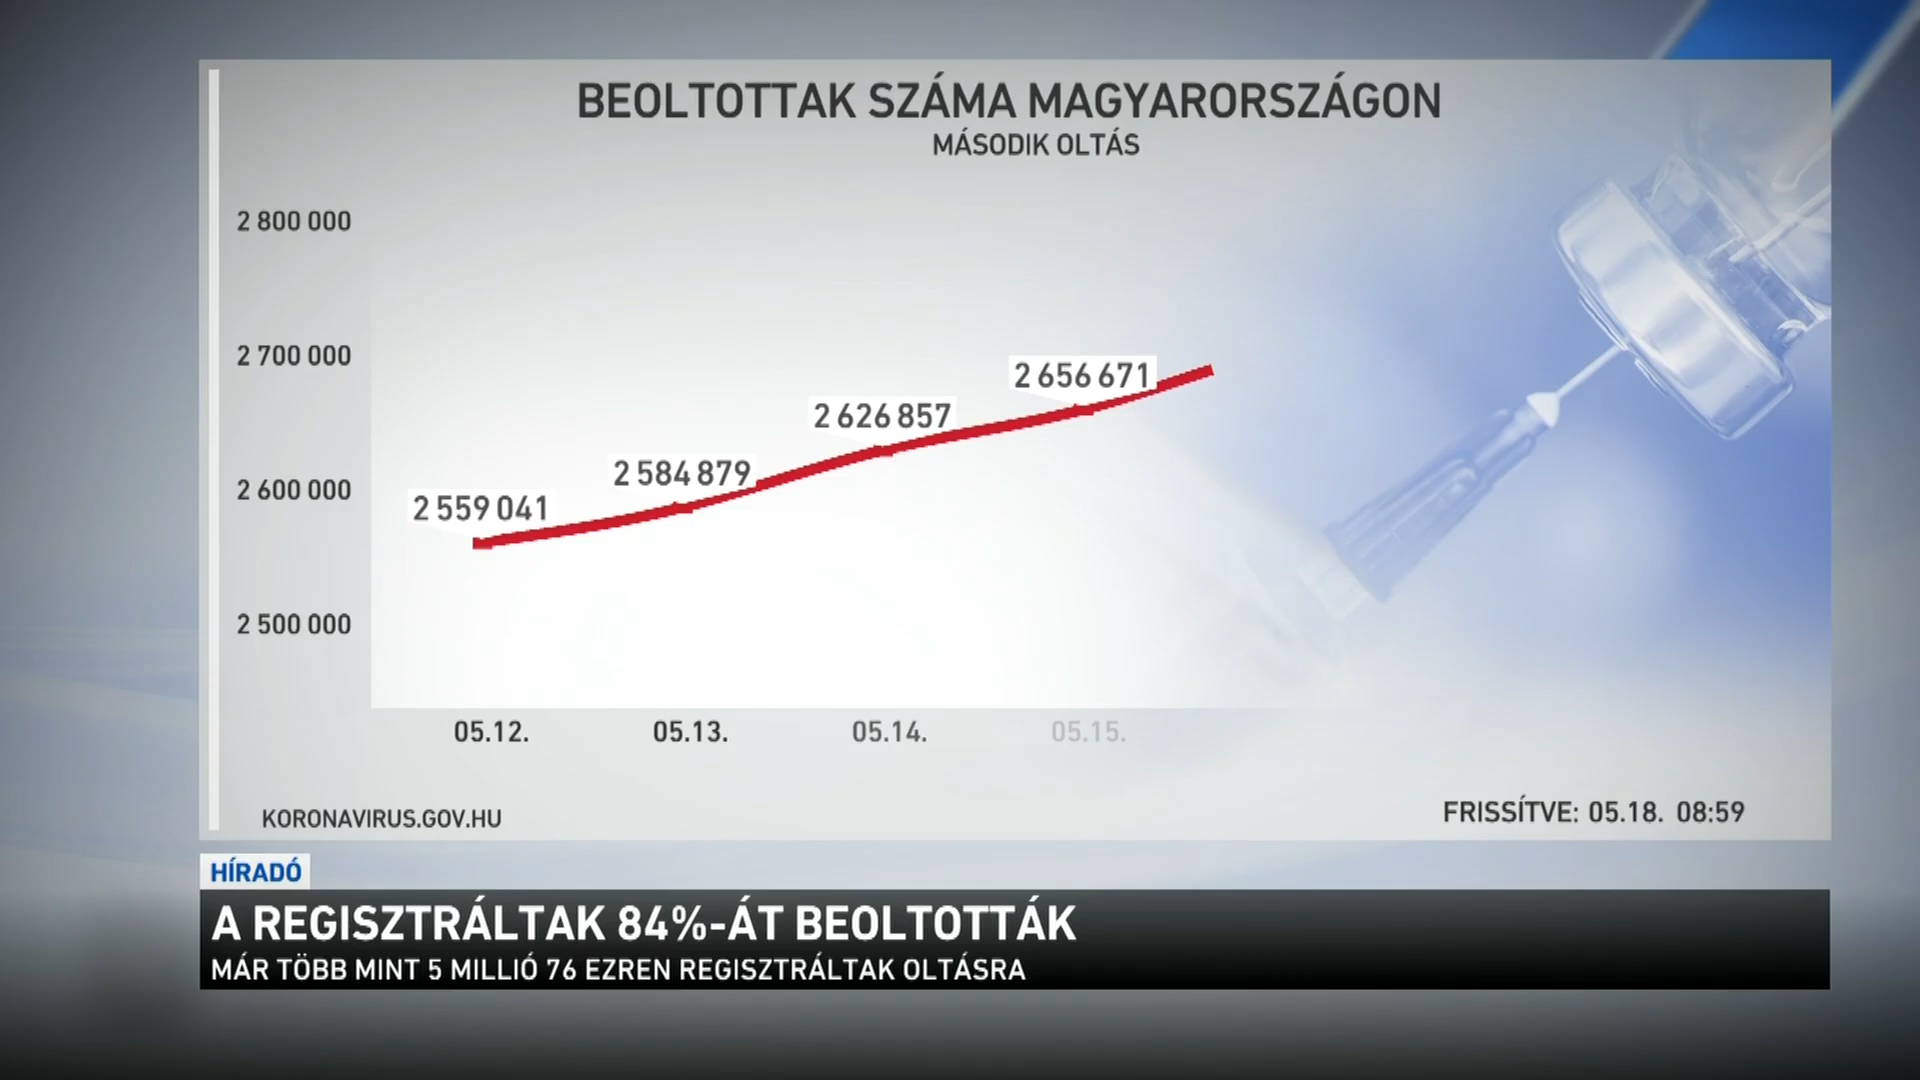 BEOLTOTTAK SZÁMA MAGYARORSZÁGON
MÁSODIK OLTÁS
2 800 000
2 700 000
2 600 000
2 500 000
2 559 041
2 584 879
2 626 857
2 656 671
05.12.
05.13.
05.14.
05.15.
KORONAVIRUS.GOV.HU
FRISSÍTVE: 05.18. 08:59
HÍRADÓ
A REGISZTRÁLTAK 84%-ÁT BEOLTOTTÁK
MÁR TÖBB MINT 5 MILLIÓ 76 EZREN REGISZTRÁLTAK OLTÁSRA